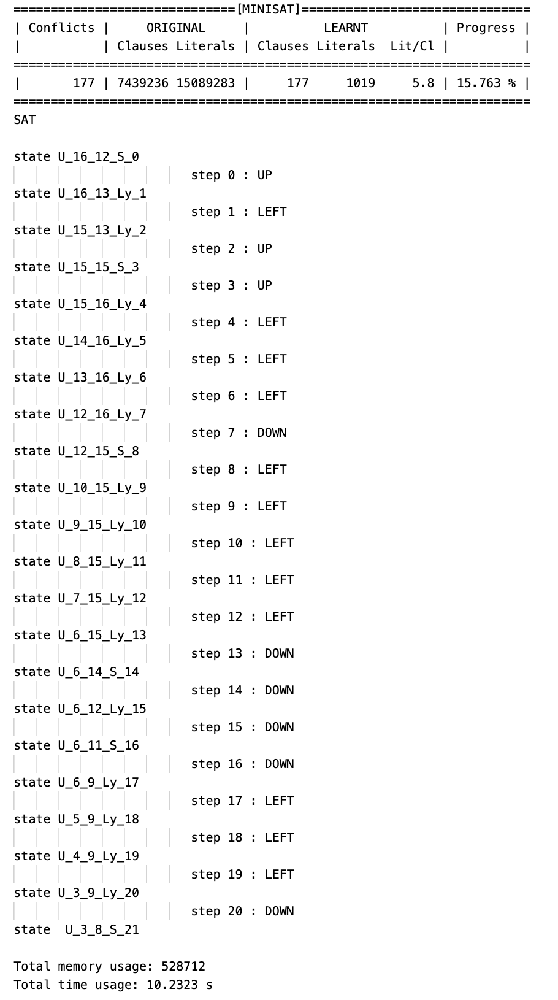 ==============================[MINISAT]===============================
| Conflicts |     ORIGINAL     |          LEARNT          | Progress |
|           | Clauses Literals | Clauses Literals  Lit/Cl |          |
======================================================================
|       177 | 7439236 15089283 |     177     1019     5.8 | 15.763 % |
======================================================================
SAT
state U_16_12_S_0
step 0 : UP
state U_16_13_Ly_1
step 1 : LEFT
state U_15_13_Ly_2
step 2 : UP
state U_15_15_S_3
step 3 : UP
state U_15_16_Ly_4
step 4 : LEFT
state U_14_16_Ly_5
step 5 : LEFT
state U_13_16_Ly_6
step 6 : LEFT
state U_12_16_Ly_7
step 7 : DOWN
state U_12_15_S_8
step 8 : LEFT
state U_10_15_Ly_9
step 9 : LEFT
state U_9_15_Ly_10
step 10 : LEFT
state U_8_15_Ly_11
step 11 : LEFT
state U_7_15_Ly_12
step 12 : LEFT
state U_6_15_Ly_13
step 13 : DOWN
state U_6_14_S_14
step 14 : DOWN
state U_6_12_Ly_15
step 15 : DOWN
state U_6_11_S_16
step 16 : DOWN
state U_6_9_Ly_17
step 17 : LEFT
state U_5_9_Ly_18
step 18 : LEFT
state U_4_9_Ly_19
step 19 : LEFT
state U_3_9_Ly_20
step 20 : DOWN
state  U_3_8_S_21
Total memory usage: 528712
Total time usage: 10.2323 s